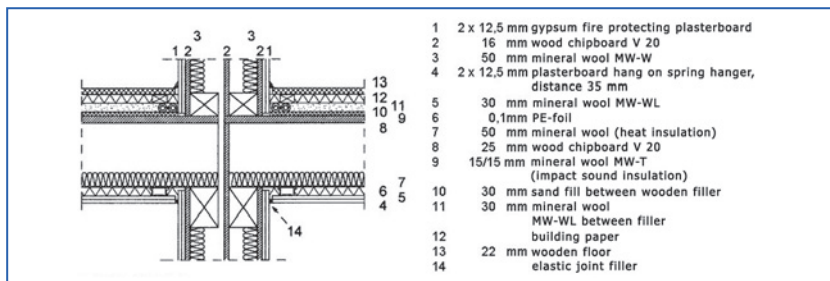 3 3
1 2 2 21
13
12
11
10
9
8
7
6
5
4
14
1 2 x 12,5 mm gypsum fire protecting plasterboard
2 16 mm wood chipboard V 20
3 50 mm mineral wool MW-W
4 2 x 12,5 mm plasterboard hang on spring hanger,
distance 35 mm
5 30 mm mineral wool MW-WL
6 0,1mm PE-foil
7 50 mm mineral wool (heat insulation)
8 25 mm wood chipboard V 20
9 15/15 mm mineral wool MW-T
(impact sound insulation)
10 30 mm sand fill between wooden filler
11 30 mm mineral wool
MW-WL between filler
12 building paper
13 22 mm wooden floor
14 elastic joint filler